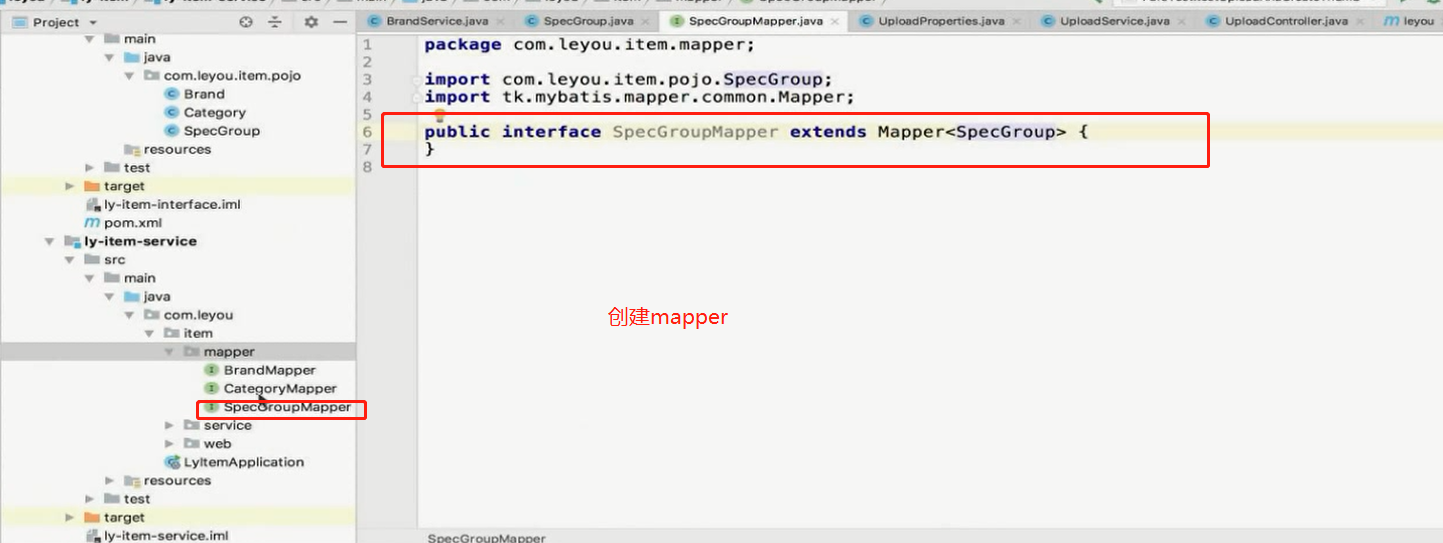 Project
BrandService.java
SpecGroup.java
SpecGroupMapper.java
UploadProperties.java
UploadService.java
UploadController.java
leyou
main
java
com.leyou.item.pojo
Brand
Category
SpecGroup
resources
test
target
ly-item-interface.iml
pom.xml
ly-item-service
src
main
java
com.leyou
item
mapper
BrandMapper
CategoryMapper
SpecGroupMapper
service
web
LyItemApplication
resources
test
target
ly-item-service.iml
1 package com.leyou.item.mapper;
2
3 import com.leyou.item.pojo.SpecGroup;
4 import tk.mybatis.mapper.common.Mapper;
5
6 public interface SpecGroupMapper extends Mapper<SpecGroup> {
7 }
8
创建mapper
SpecGroupMapper